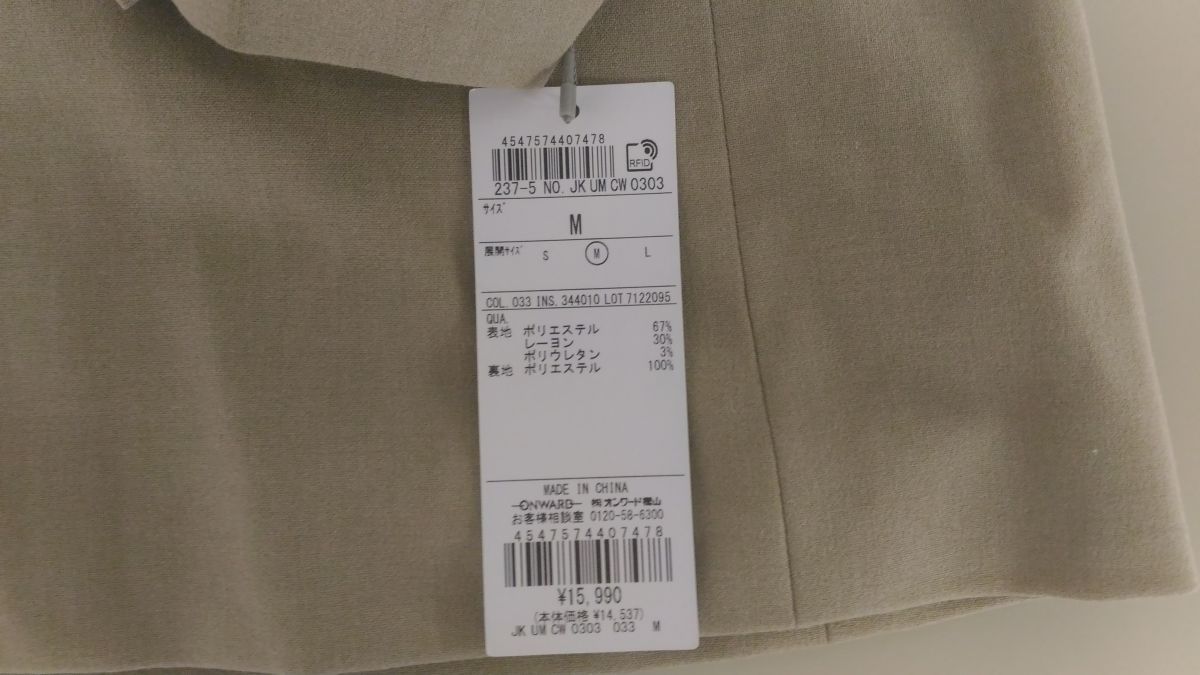 4547574407478
RFID
237-5 NO. JK UM CW 0303
サイズ
M
展開サイズ S M L
COL. 033 INS. 344010 LOT 7122095
QUA.
表地 ポリエステル 67%
レーヨン 30%
ポリウレタン 3%
裏地 ポリエステル 100%
MADE IN CHINA
ONWARD ㈱オンワード樫山
お客様相談室 0120-58-6300
4547574407478
¥15,990
(本体価格 ¥14,537)
JK UM CW 0303 033 M